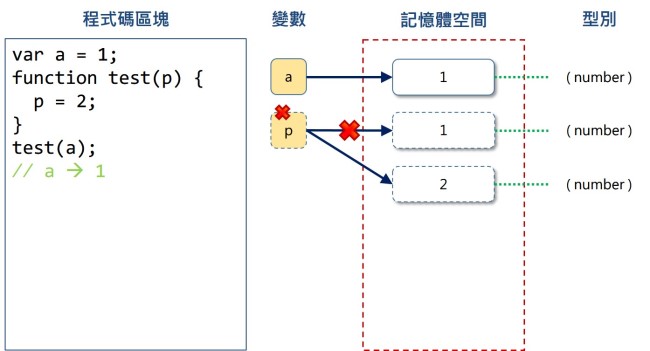 程式碼區塊
變數
記憶體空間
型別
var a = 1;
function test(p) {
  p = 2;
}
test(a);
// a → 1
a
1
( number )
p
1
( number )
2
( number )